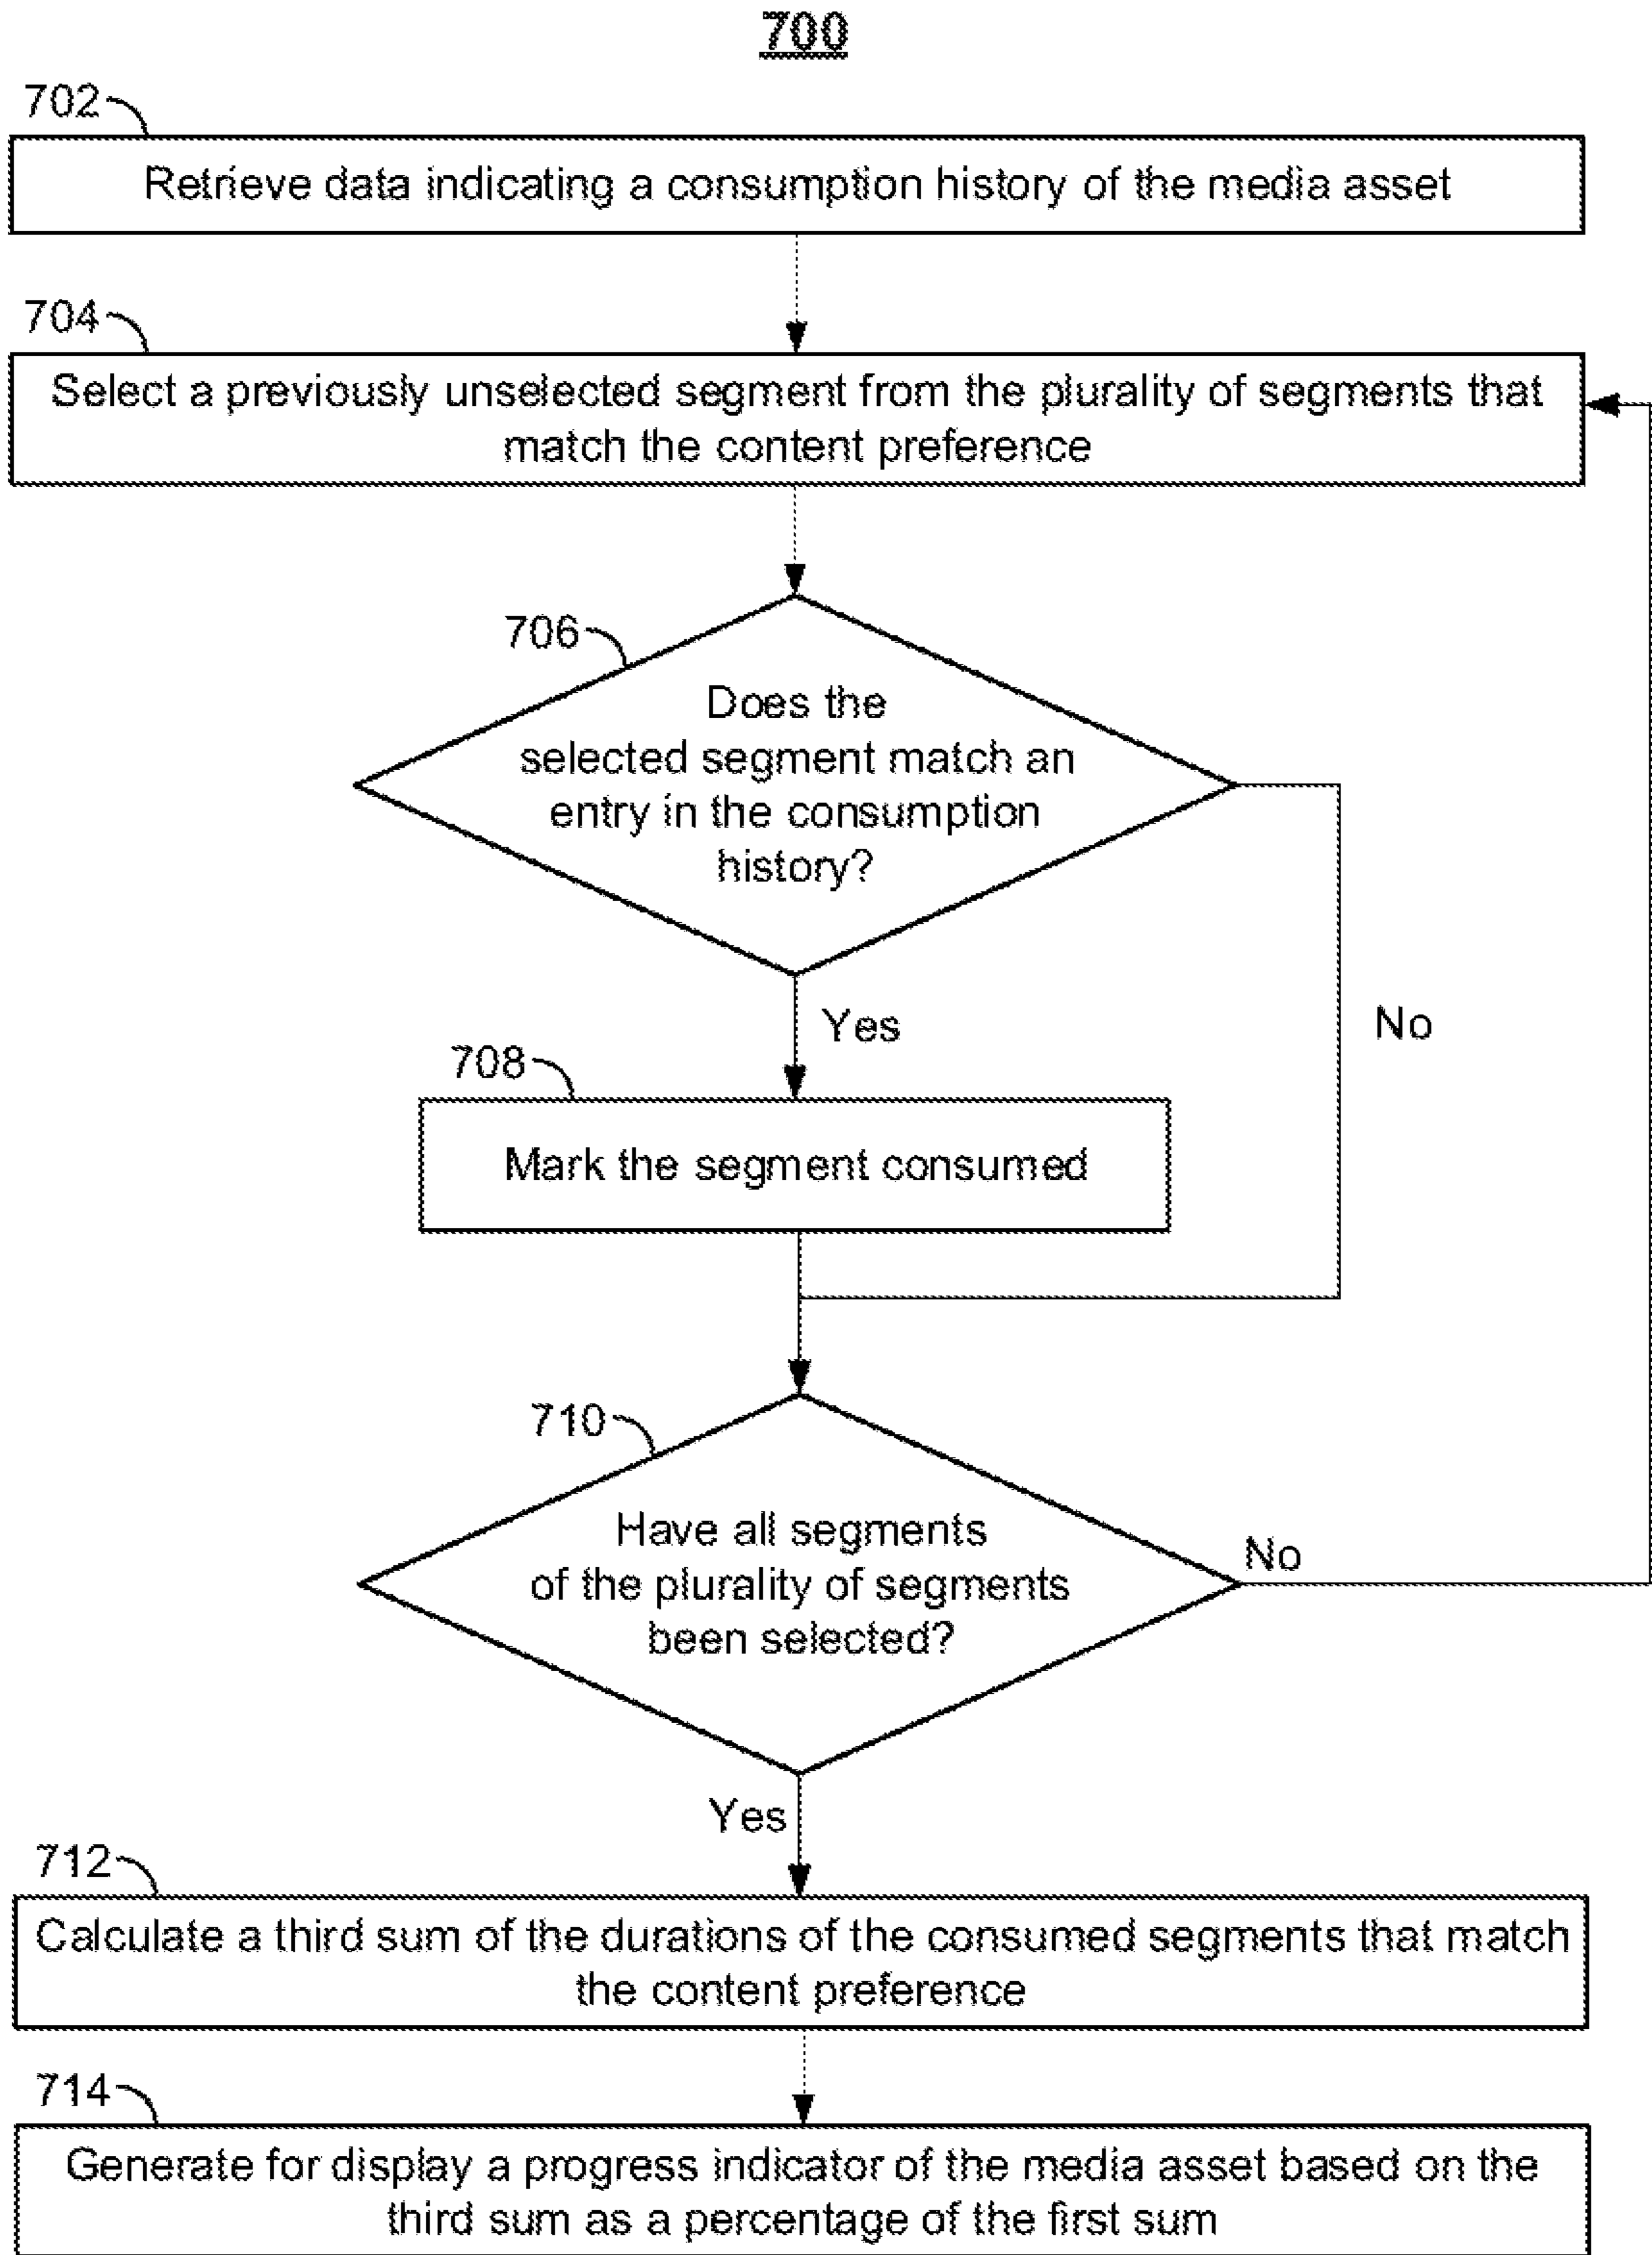 700
702
Retrieve data indicating a consumption history of the media asset
704
Select a previously unselected segment from the plurality of segments that
match the content preference
706
Does the
selected segment match an
entry in the consumption
history?
Yes
No
708
Mark the segment consumed
710
Have all segments
of the plurality of segments
been selected?
No
Yes
712
Calculate a third sum of the durations of the consumed segments that match
the content preference
714
Generate for display a progress indicator of the media asset based on the
third sum as a percentage of the first sum